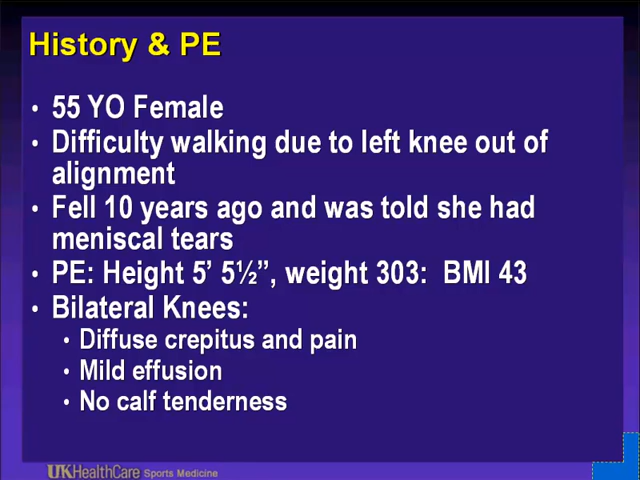 History & PE
• 55 YO Female
• Difficulty walking due to left knee out of
alignment
• Fell 10 years ago and was told she had
meniscal tears
• PE: Height 5’ 5½”, weight 303: BMI 43
• Bilateral Knees:
• Diffuse crepitus and pain
• Mild effusion
• No calf tenderness
UKHealthCare Sports Medicine